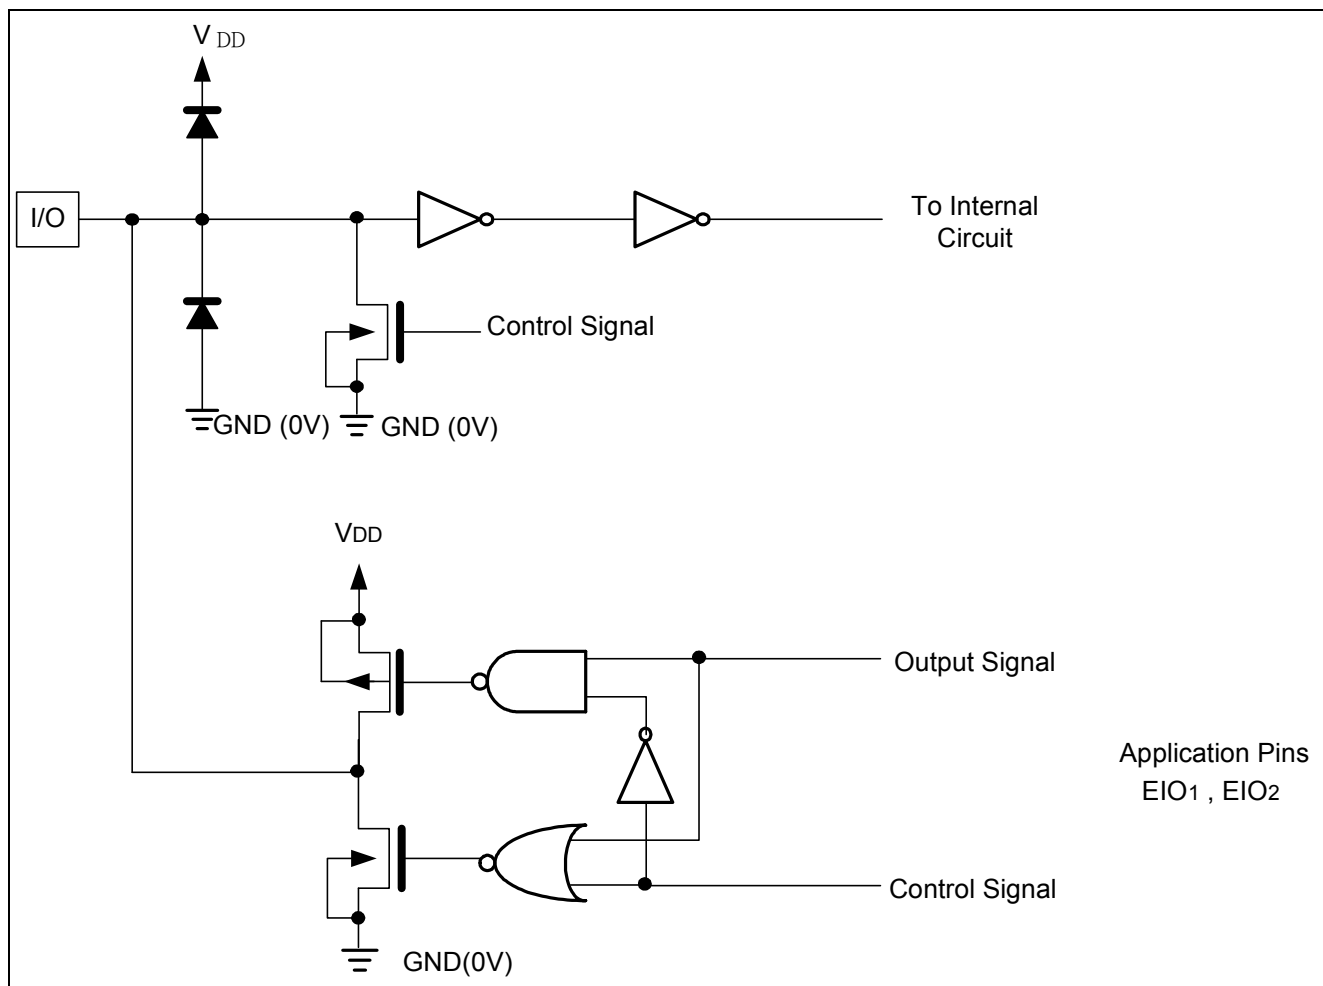 V DD
I/O
To Internal
Circuit
Control Signal
GND (0V)
GND (0V)
VDD
Output Signal
Application Pins
EIO1 , EIO2
Control Signal
GND(0V)